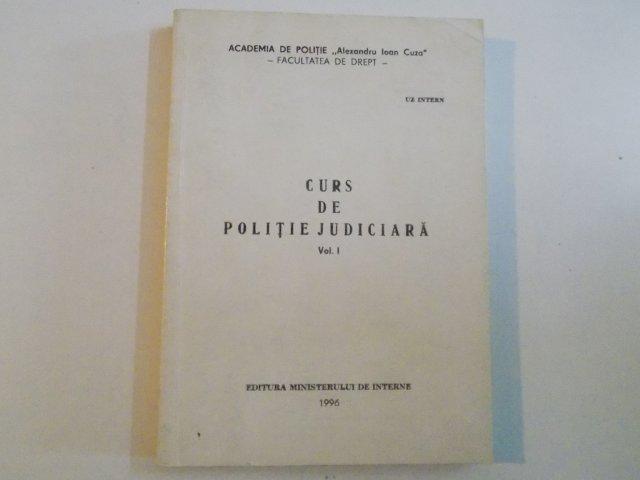 ACADEMIA DE POLIȚIE „Alexandru Ioan Cuza"
– FACULTATEA DE DREPT –
UZ INTERN
CURS
DE
POLIȚIE JUDICIARĂ
Vol. I
EDITURA MINISTERULUI DE INTERNE
1996